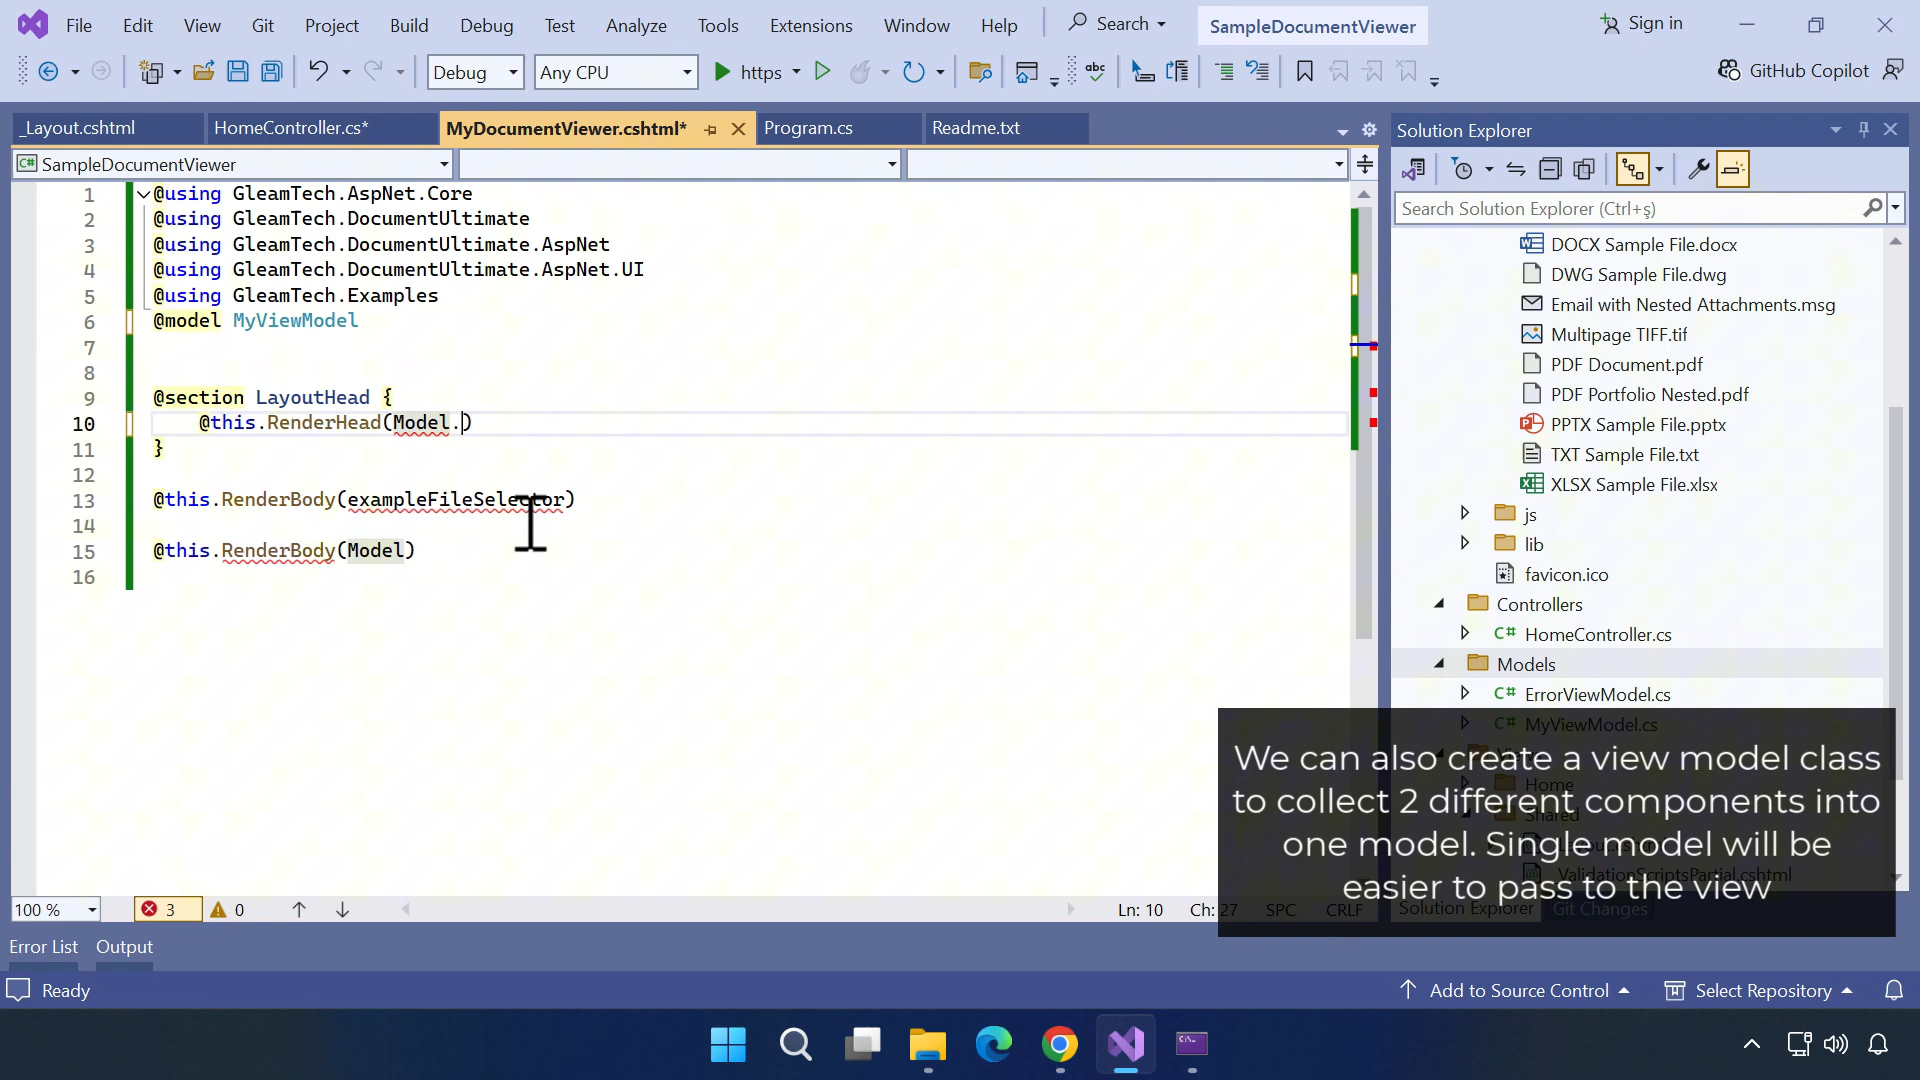 File Edit View Git Project Build Debug Test Analyze Tools Extensions Window Help Search SampleDocumentViewer Sign in
Debug Any CPU https GitHub Copilot
_Layout.cshtml HomeController.cs* MyDocumentViewer.cshtml* Program.cs Readme.txt
SampleDocumentViewer
1 @using GleamTech.AspNet.Core
2 @using GleamTech.DocumentUltimate
3 @using GleamTech.DocumentUltimate.AspNet
4 @using GleamTech.DocumentUltimate.AspNet.UI
5 @using GleamTech.Examples
6 @model MyViewModel
7
8
9 @section LayoutHead {
10 @this.RenderHead(Model.)
11 }
12
13 @this.RenderBody(exampleFileSelector)
14
15 @this.RenderBody(Model)
16
100 % 3 0 Ln: 10 Ch: 27 SPC CRLF
Solution Explorer
Search Solution Explorer (Ctrl+ş)
DOCX Sample File.docx
DWG Sample File.dwg
Email with Nested Attachments.msg
Multipage TIFF.tif
PDF Document.pdf
PDF Portfolio Nested.pdf
PPTX Sample File.pptx
TXT Sample File.txt
XLSX Sample File.xlsx
js
lib
favicon.ico
Controllers
C# HomeController.cs
Models
C# ErrorViewModel.cs
C# MyViewModel.cs
Home
Shared
ValidationScriptsPartial.cshtml
Solution Explorer Git Changes
We can also create a view model class
to collect 2 different components into
one model. Single model will be
easier to pass to the view
Error List Output
Ready Add to Source Control Select Repository